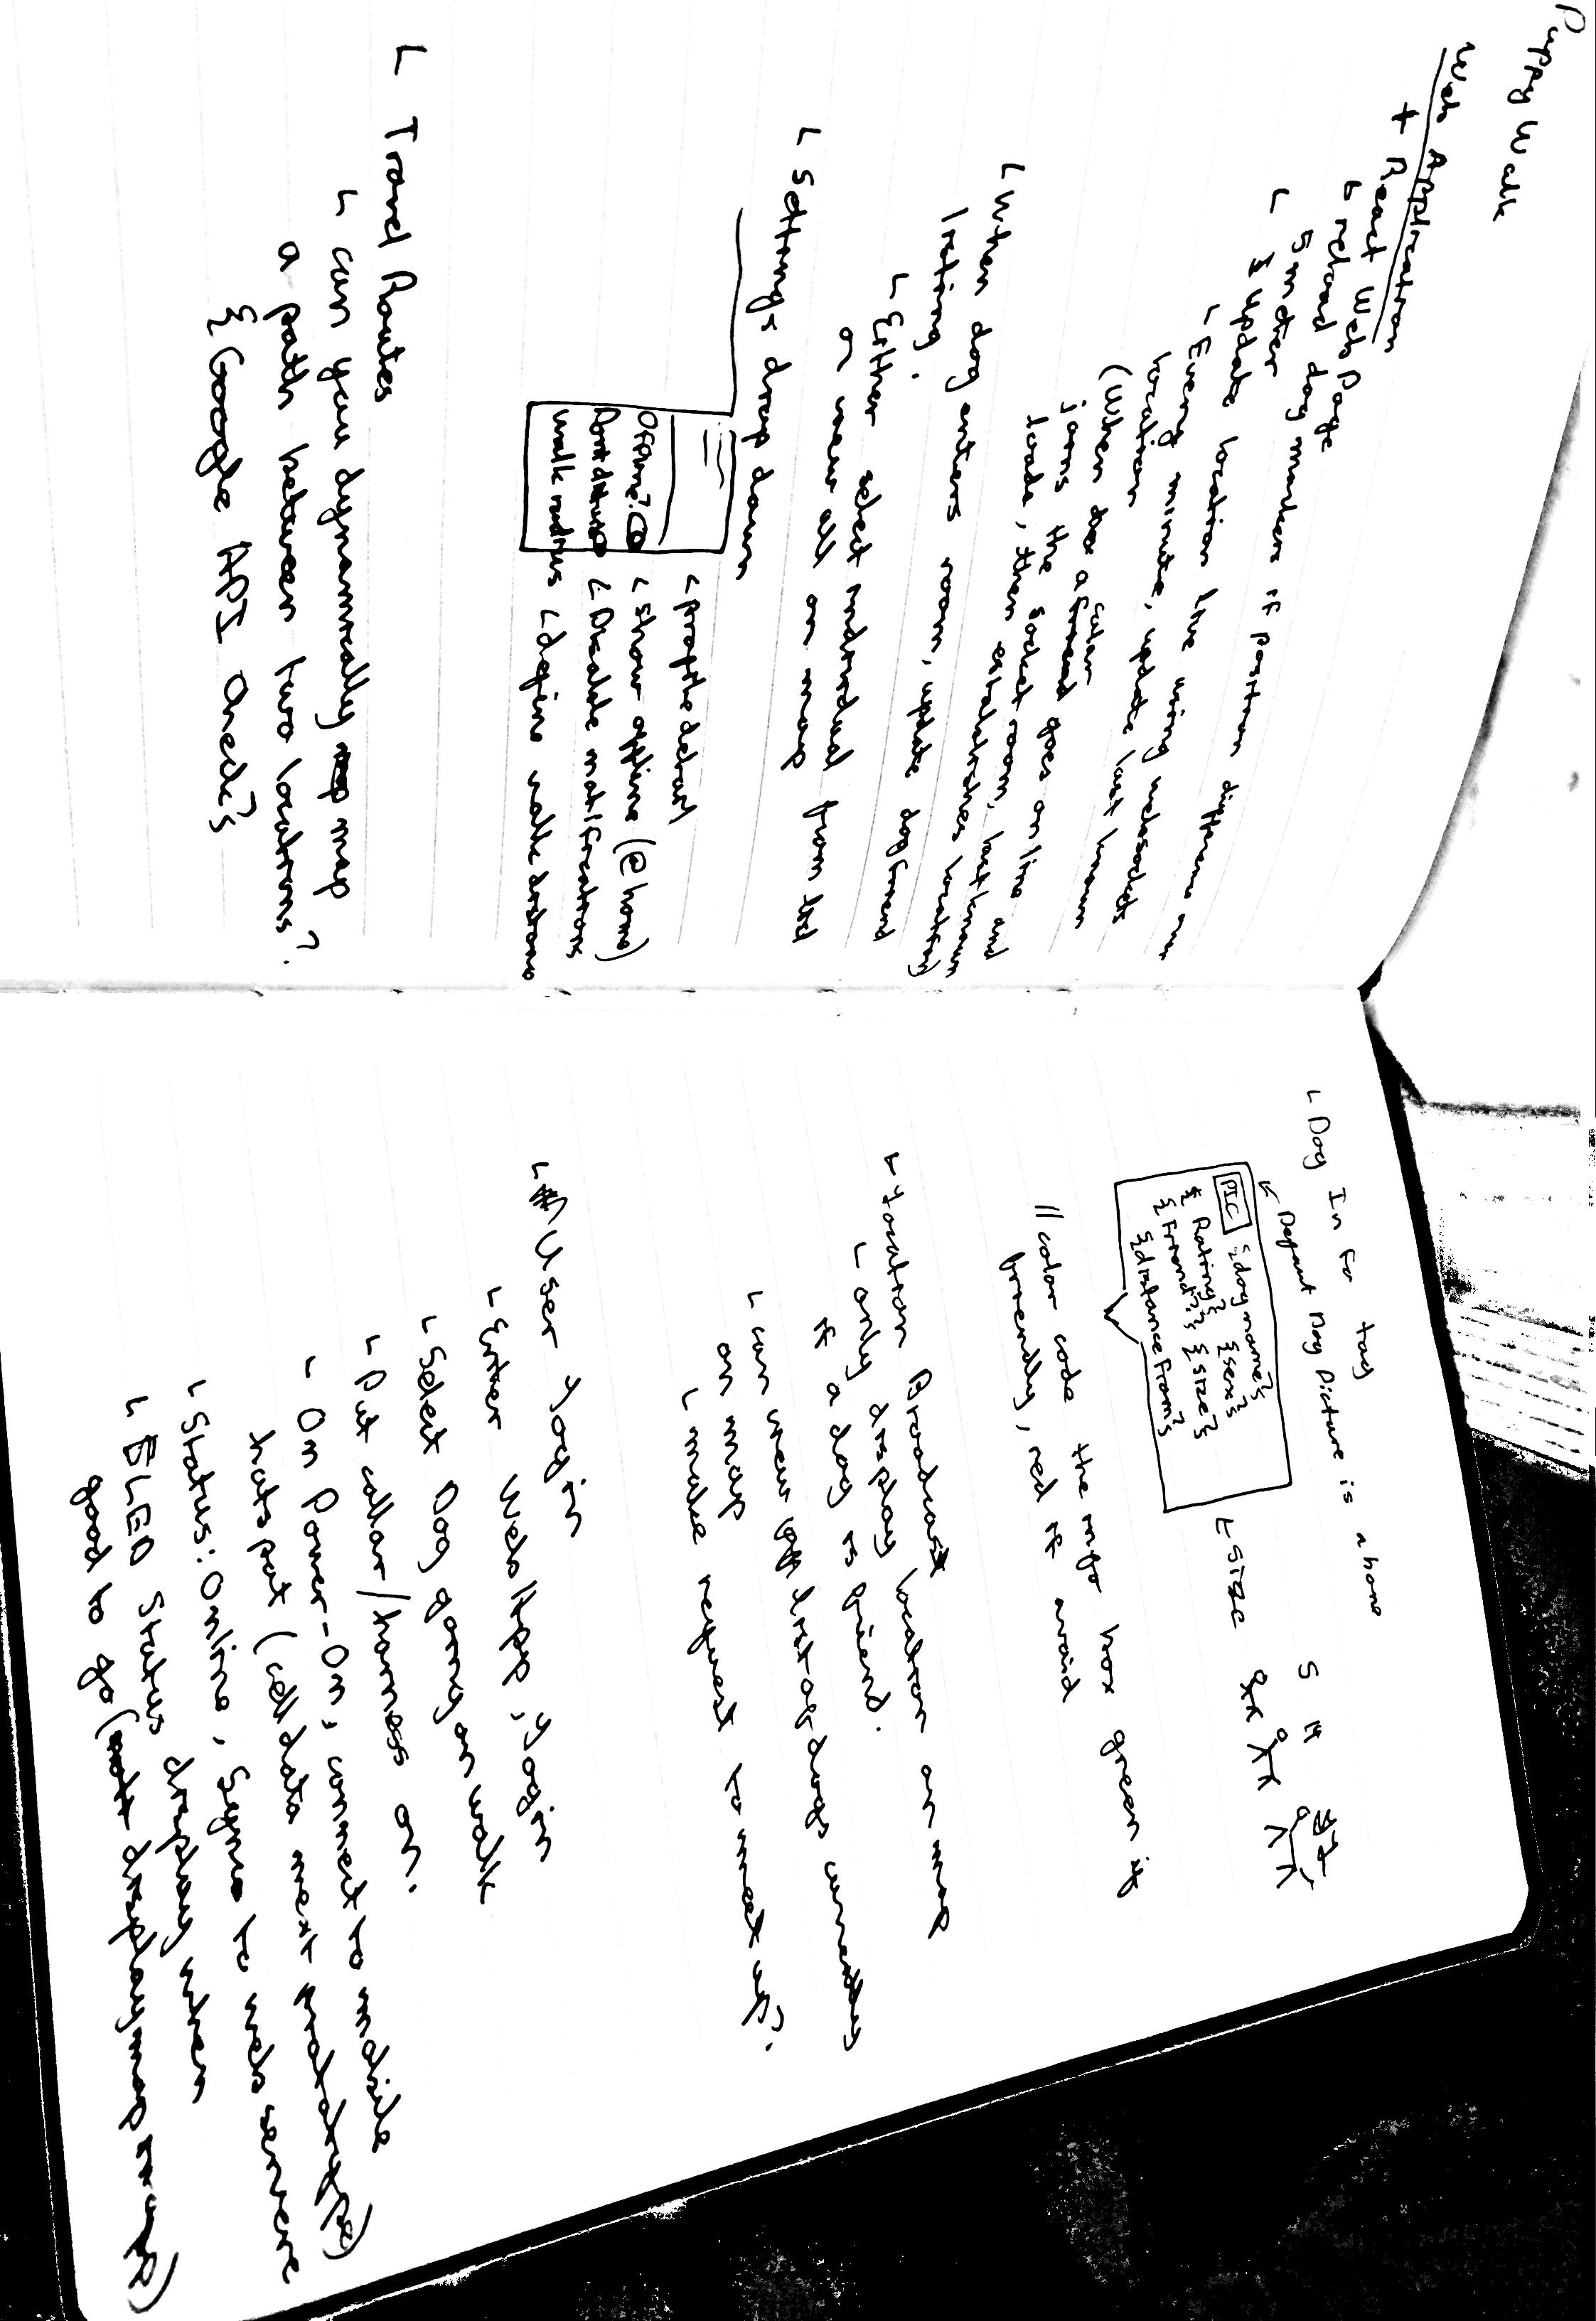 Puppy Walk
Web Application
+ React Web Page
↳ reload dog markers if position difference over
5 meter
↳ Update location live using websockets
↳ Every minute, update last known
location
(When a collar goes online and
joins the socket room, last known
loads, then establishes location)
↳ When dog enters room, update dog friend
listing.
↳ Either select individual from list
or view all on map
↳ Settings drop down
< profile detail
Offline? < show offline (@ home)
Dont disturb < Disable notifications
walk radius < define walk distance
↳ Travel Routes
↳ can you dynamically map
a path between two locations?
{Google API Check}
↳ Dog Info tag
Default Dog Picture is a bone
PIC {dog name}
{Rating} {sex}
{Friend?} {size}
{distance from}
↳ size S M
// color code the info box green if
friendly, red if avoid
↳ Location Broadcast
↳ only display location on map
if a dog is friend.
↳ can view list of dogs currently
on map
↳ make request to meet up?
↳ User Login
↳ Enter Web App, Login
↳ Select Dog going on walk
↳ Put collar/harness on.
↳ On Power-On, connect to mobile
hotspot (cell data next prototype)
↳ Status: Online, Sync to web servere
↳ LED Status display when
good to go (display map in app)